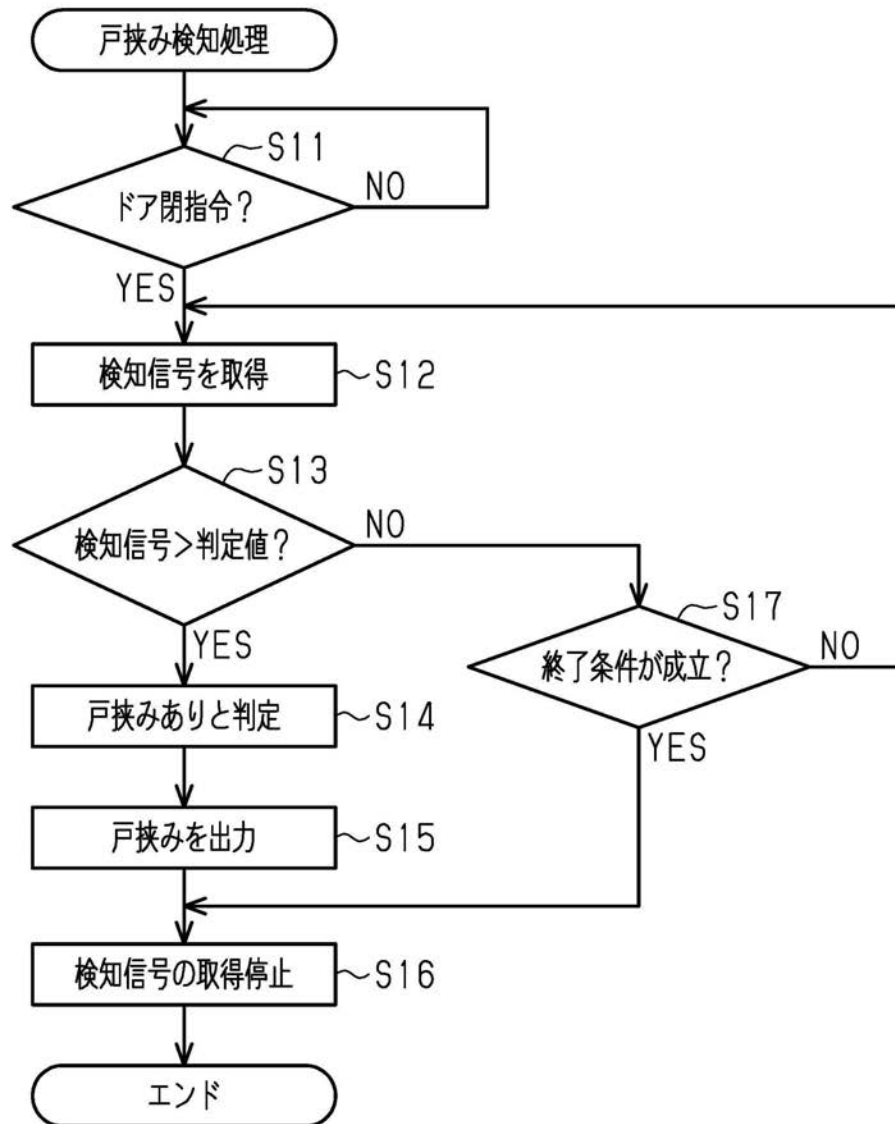 戸挟み検知処理
S11
ドア閉指令？
NO
YES
検知信号を取得
S12
S13
検知信号＞判定値？
NO
YES
S17
終了条件が成立？
NO
YES
戸挟みありと判定
S14
戸挟みを出力
S15
検知信号の取得停止
S16
エンド